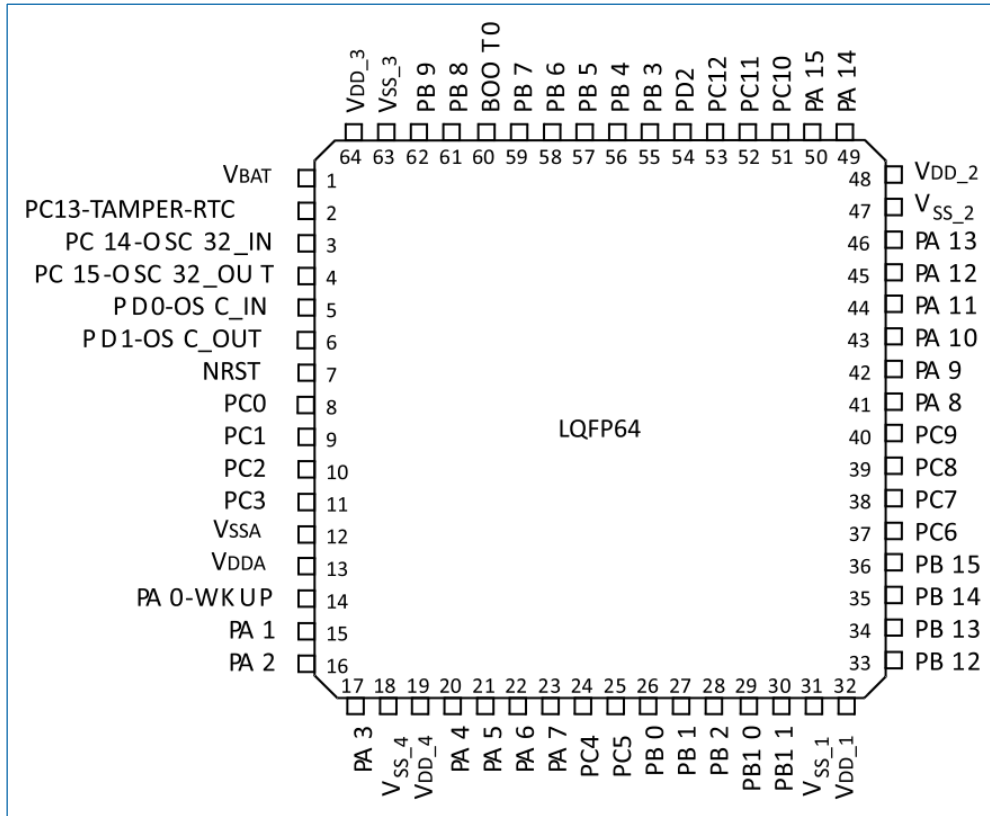 VDD_3
VSS_3
PB 9
PB 8
BOO T0
PB 7
PB 6
PB 5
PB 4
PB 3
PD2
PC12
PC11
PC10
PA 15
PA 14
64 63 62 61 60 59 58 57 56 55 54 53 52 51 50 49
VBAT 1
PC13-TAMPER-RTC 2
PC 14-OSC 32_IN 3
PC 15-OSC 32_OU T 4
P D0-OS C_IN 5
P D1-OS C_OUT 6
NRST 7
PC0 8
PC1 9
PC2 10
PC3 11
VSSA 12
VDDA 13
PA 0-WK UP 14
PA 1 15
PA 2 16
LQFP64
48 VDD_2
47 VSS_2
46 PA 13
45 PA 12
44 PA 11
43 PA 10
42 PA 9
41 PA 8
40 PC9
39 PC8
38 PC7
37 PC6
36 PB 15
35 PB 14
34 PB 13
33 PB 12
17 18 19 20 21 22 23 24 25 26 27 28 29 30 31 32
PA 3
VSS_4
VDD_4
PA 4
PA 5
PA 6
PA 7
PC4
PC5
PB 0
PB 1
PB 2
PB1 0
PB1 1
VSS_1
VDD_1